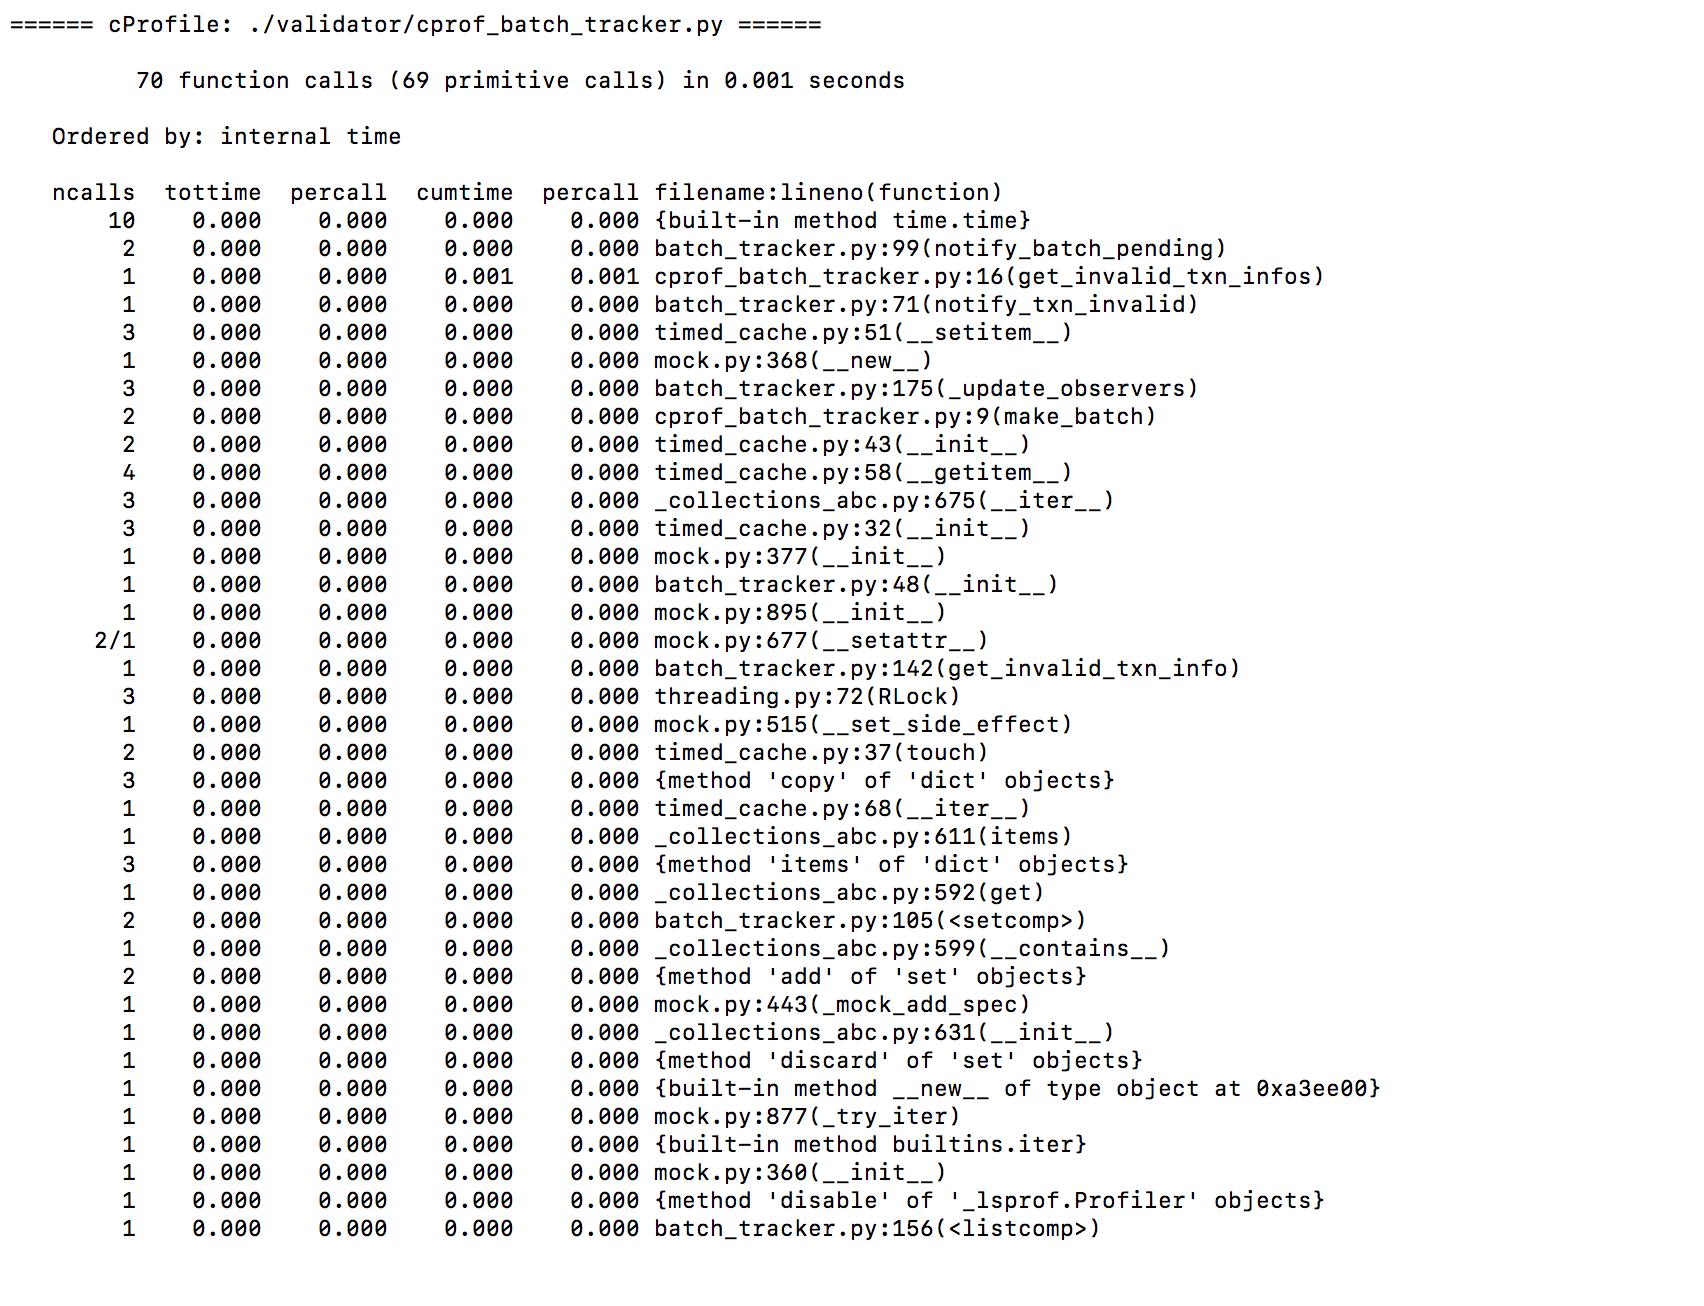 ====== cProfile: ./validator/cprof_batch_tracker.py ======
70 function calls (69 primitive calls) in 0.001 seconds
Ordered by: internal time
ncalls  tottime  percall  cumtime  percall filename:lineno(function)
10    0.000    0.000    0.000    0.000 {built-in method time.time}
2    0.000    0.000    0.000    0.000 batch_tracker.py:99(notify_batch_pending)
1    0.000    0.000    0.001    0.001 cprof_batch_tracker.py:16(get_invalid_txn_infos)
1    0.000    0.000    0.000    0.000 batch_tracker.py:71(notify_txn_invalid)
3    0.000    0.000    0.000    0.000 timed_cache.py:51(__setitem__)
1    0.000    0.000    0.000    0.000 mock.py:368(__new__)
3    0.000    0.000    0.000    0.000 batch_tracker.py:175(_update_observers)
2    0.000    0.000    0.000    0.000 cprof_batch_tracker.py:9(make_batch)
2    0.000    0.000    0.000    0.000 timed_cache.py:43(__init__)
4    0.000    0.000    0.000    0.000 timed_cache.py:58(__getitem__)
3    0.000    0.000    0.000    0.000 _collections_abc.py:675(__iter__)
3    0.000    0.000    0.000    0.000 timed_cache.py:32(__init__)
1    0.000    0.000    0.000    0.000 mock.py:377(__init__)
1    0.000    0.000    0.000    0.000 batch_tracker.py:48(__init__)
1    0.000    0.000    0.000    0.000 mock.py:895(__init__)
2/1    0.000    0.000    0.000    0.000 mock.py:677(__setattr__)
1    0.000    0.000    0.000    0.000 batch_tracker.py:142(get_invalid_txn_info)
3    0.000    0.000    0.000    0.000 threading.py:72(RLock)
1    0.000    0.000    0.000    0.000 mock.py:515(__set_side_effect)
2    0.000    0.000    0.000    0.000 timed_cache.py:37(touch)
3    0.000    0.000    0.000    0.000 {method 'copy' of 'dict' objects}
1    0.000    0.000    0.000    0.000 timed_cache.py:68(__iter__)
1    0.000    0.000    0.000    0.000 _collections_abc.py:611(items)
3    0.000    0.000    0.000    0.000 {method 'items' of 'dict' objects}
1    0.000    0.000    0.000    0.000 _collections_abc.py:592(get)
2    0.000    0.000    0.000    0.000 batch_tracker.py:105(<setcomp>)
1    0.000    0.000    0.000    0.000 _collections_abc.py:599(__contains__)
2    0.000    0.000    0.000    0.000 {method 'add' of 'set' objects}
1    0.000    0.000    0.000    0.000 mock.py:443(_mock_add_spec)
1    0.000    0.000    0.000    0.000 _collections_abc.py:631(__init__)
1    0.000    0.000    0.000    0.000 {method 'discard' of 'set' objects}
1    0.000    0.000    0.000    0.000 {built-in method __new__ of type object at 0xa3ee00}
1    0.000    0.000    0.000    0.000 mock.py:877(_try_iter)
1    0.000    0.000    0.000    0.000 {built-in method builtins.iter}
1    0.000    0.000    0.000    0.000 mock.py:360(__init__)
1    0.000    0.000    0.000    0.000 {method 'disable' of '_lsprof.Profiler' objects}
1    0.000    0.000    0.000    0.000 batch_tracker.py:156(<listcomp>)